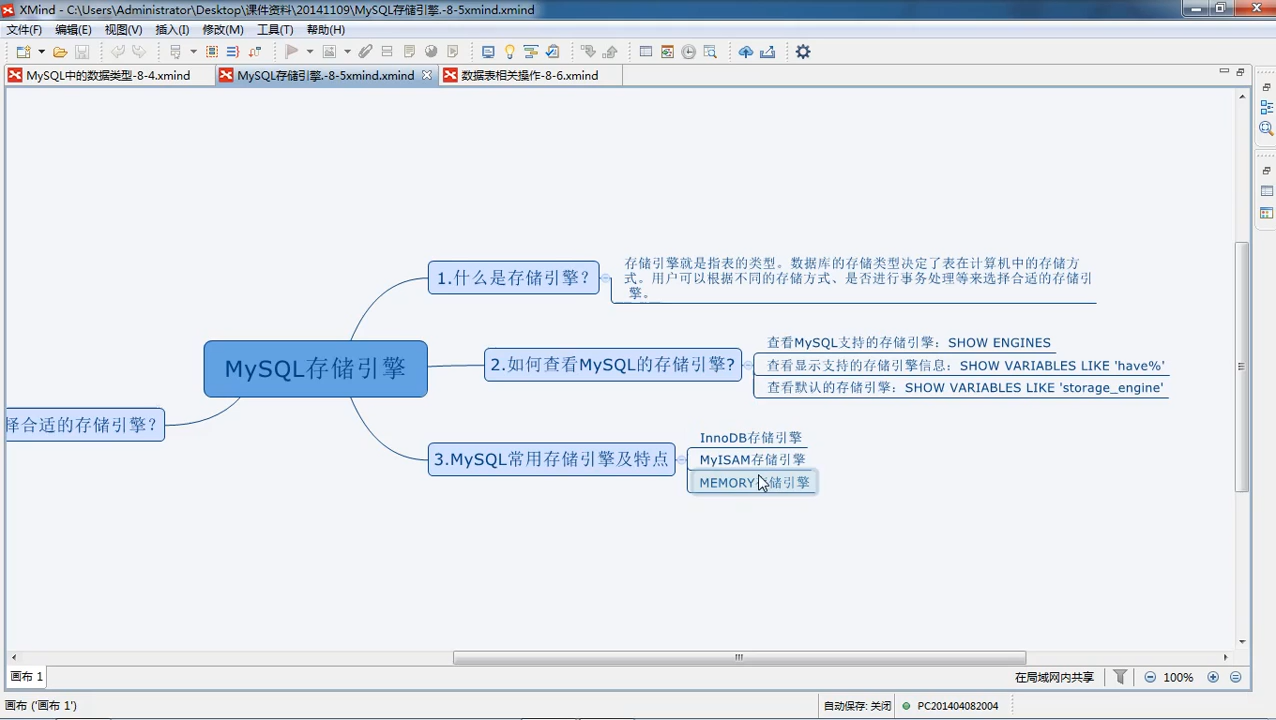 XMind - C:\Users\Administrator\Desktop\课件资料\20141109\MySQL存储引擎.-8-5xmind.xmind
文件(F) 编辑(E) 视图(V) 插入(I) 修改(M) 工具(T) 帮助(H)
MySQL中的数据类型-8-4.xmind
MySQL存储引擎.-8-5xmind.xmind
数据表相关操作-8-6.xmind
1.什么是存储引擎?
存储引擎就是指表的类型。数据库的存储类型决定了表在计算机中的存储方
式。用户可以根据不同的存储方式、是否进行事务处理等来选择合适的存储引
擎。
MySQL存储引擎
2.如何查看MySQL的存储引擎?
查看MySQL支持的存储引擎：SHOW ENGINES
查看显示支持的存储引擎信息：SHOW VARIABLES LIKE 'have%'
查看默认的存储引擎：SHOW VARIABLES LIKE 'storage_engine'
择合适的存储引擎?
3.MySQL常用存储引擎及特点
InnoDB存储引擎
MyISAM存储引擎
MEMORY存储引擎
画布 1
在局域网内共享
100%
画布 ('画布 1')
自动保存: 关闭
PC201404082004